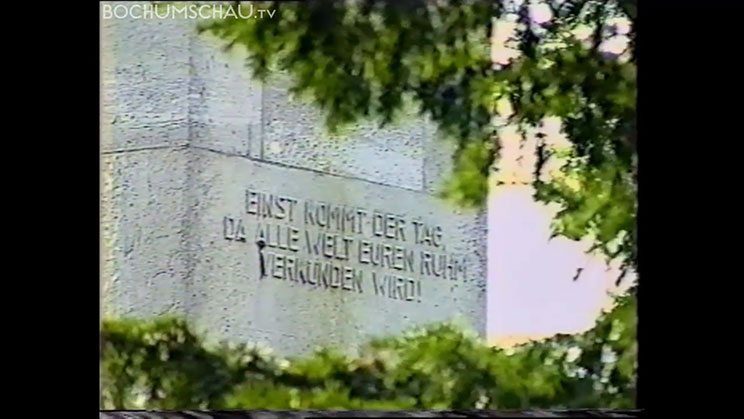 BOCHUMSCHAU.TV
EINST KOMMT DER TAG,
DA ALLE WELT EUREN RUHM
VERKÜNDEN WIRD!